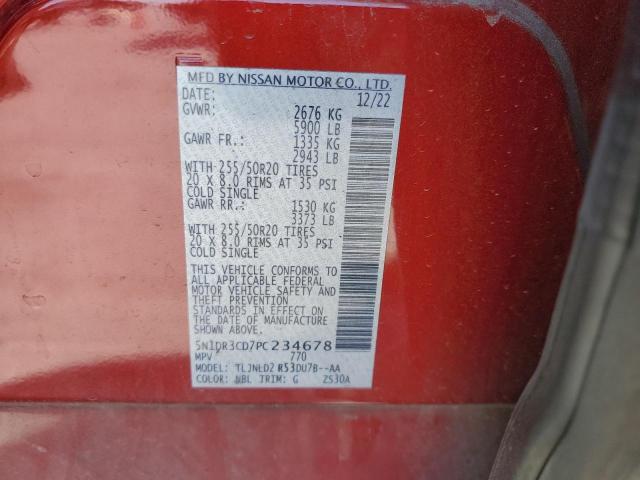 MFD BY NISSAN MOTOR CO., LTD.
DATE: 12/22
GVWR: 2676 KG
5900 LB
GAWR FR.: 1335 KG
2943 LB
WITH 255/50R20 TIRES
20 X 8.0 RIMS AT 35 PSI
COLD SINGLE
GAWR RR.: 1530 KG
3373 LB
WITH 255/50R20 TIRES
20 X 8.0 RIMS AT 35 PSI
COLD SINGLE
THIS VEHICLE CONFORMS TO
ALL APPLICABLE FEDERAL
MOTOR VEHICLE SAFETY AND
THEFT PREVENTION
STANDARDS IN EFFECT ON
THE DATE OF MANUFACTURE
SHOWN ABOVE.
5N1DR3CD7PC234678
MPV 770
MODEL: TLJNLD2 R53DU7B--AA
COLOR: NBL TRIM: G ZS30A